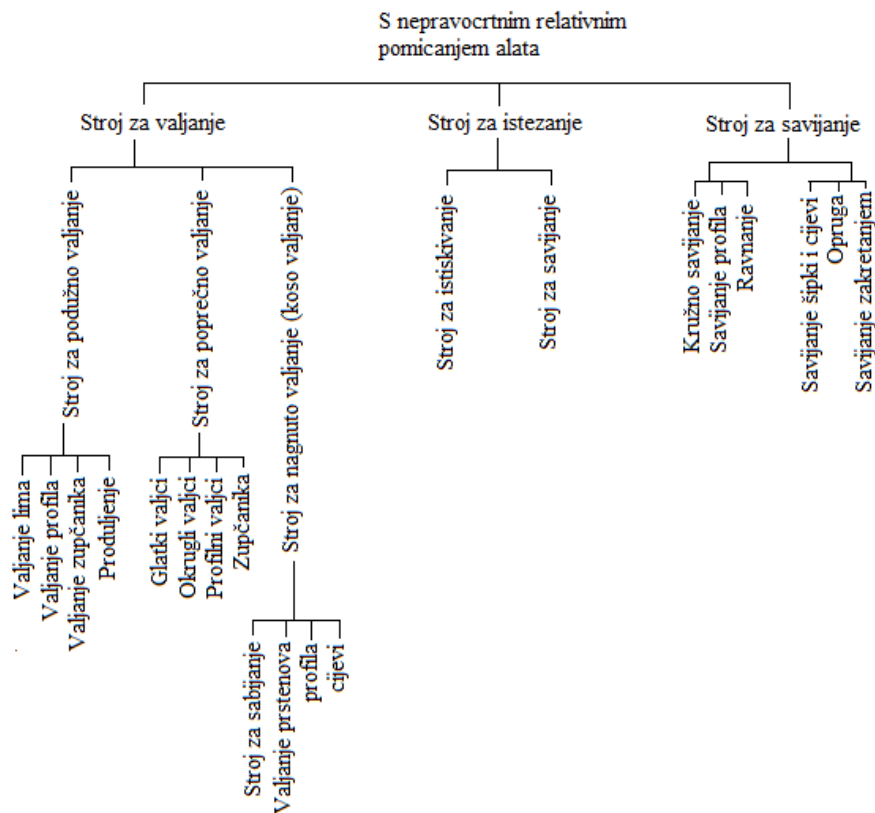 S nepravocrtnim relativnim
pomicanjem alata
Stroj za valjanje
Stroj za istezanje
Stroj za savijanje
Stroj za podužno valjanje
Stroj za poprečno valjanje
Stroj za nagnuto valjanje (koso valjanje)
Stroj za istiskivanje
Stroj za savijanje
Kružno savijanje
Savijanje profila
Ravnanje
Savijanje šipki i cijevi
Opruga
Savijanje zakretanjem
Valjanje lima
Valjanje profila
Valjanje zupčanika
Produljenje
Glatki valjci
Okrugli valjci
Profilni valjci
Zupčanika
Stroj za sabijanje
Valjanje prstenova
profila
cijevi